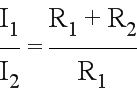 I₁/I₂ = (R₁ + R₂)/R₁